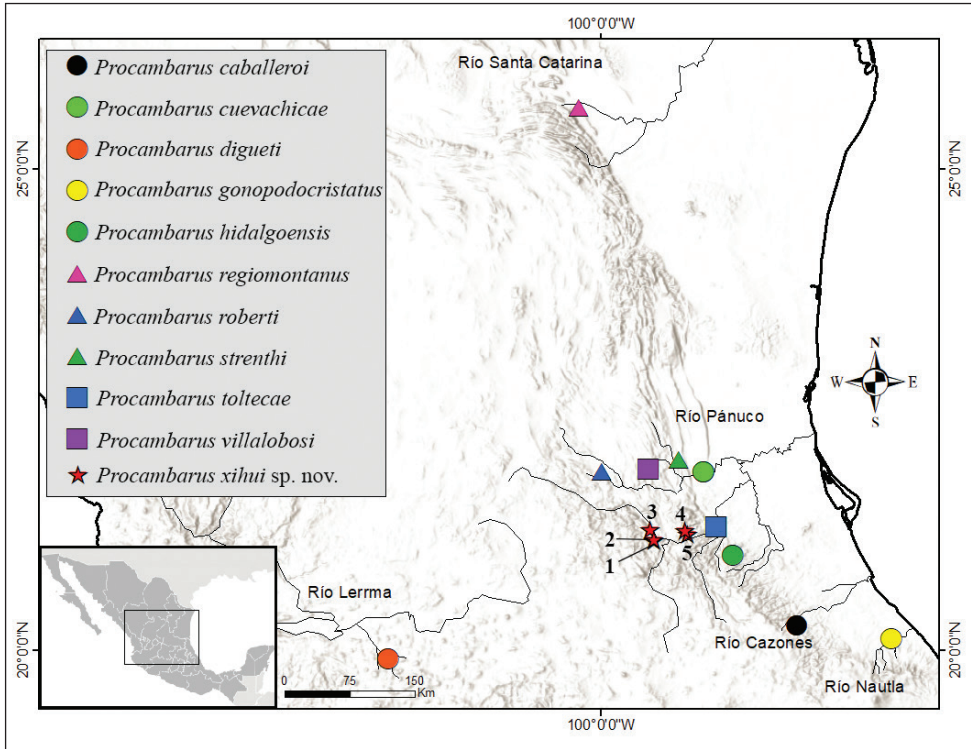 100°0'0"W
Río Santa Catarina
Procambarus caballeroi
Procambarus cuevachicae
Procambarus digueti
Procambarus gonopodocristatus
Procambarus hidalgoensis
Procambarus regiomontanus
Procambarus roberti
Procambarus strenthi
Procambarus toltecae
Procambarus villalobosi
Procambarus xihui sp. nov.
25°0'0"N
25°0'0"N
N
W
E
S
Río Pánuco
3
4
2
5
1
Río Lerrma
Río Cazones
Río Nautla
20°0'0"N
20°0'0"N
0
75
150
Km
100°0'0"W